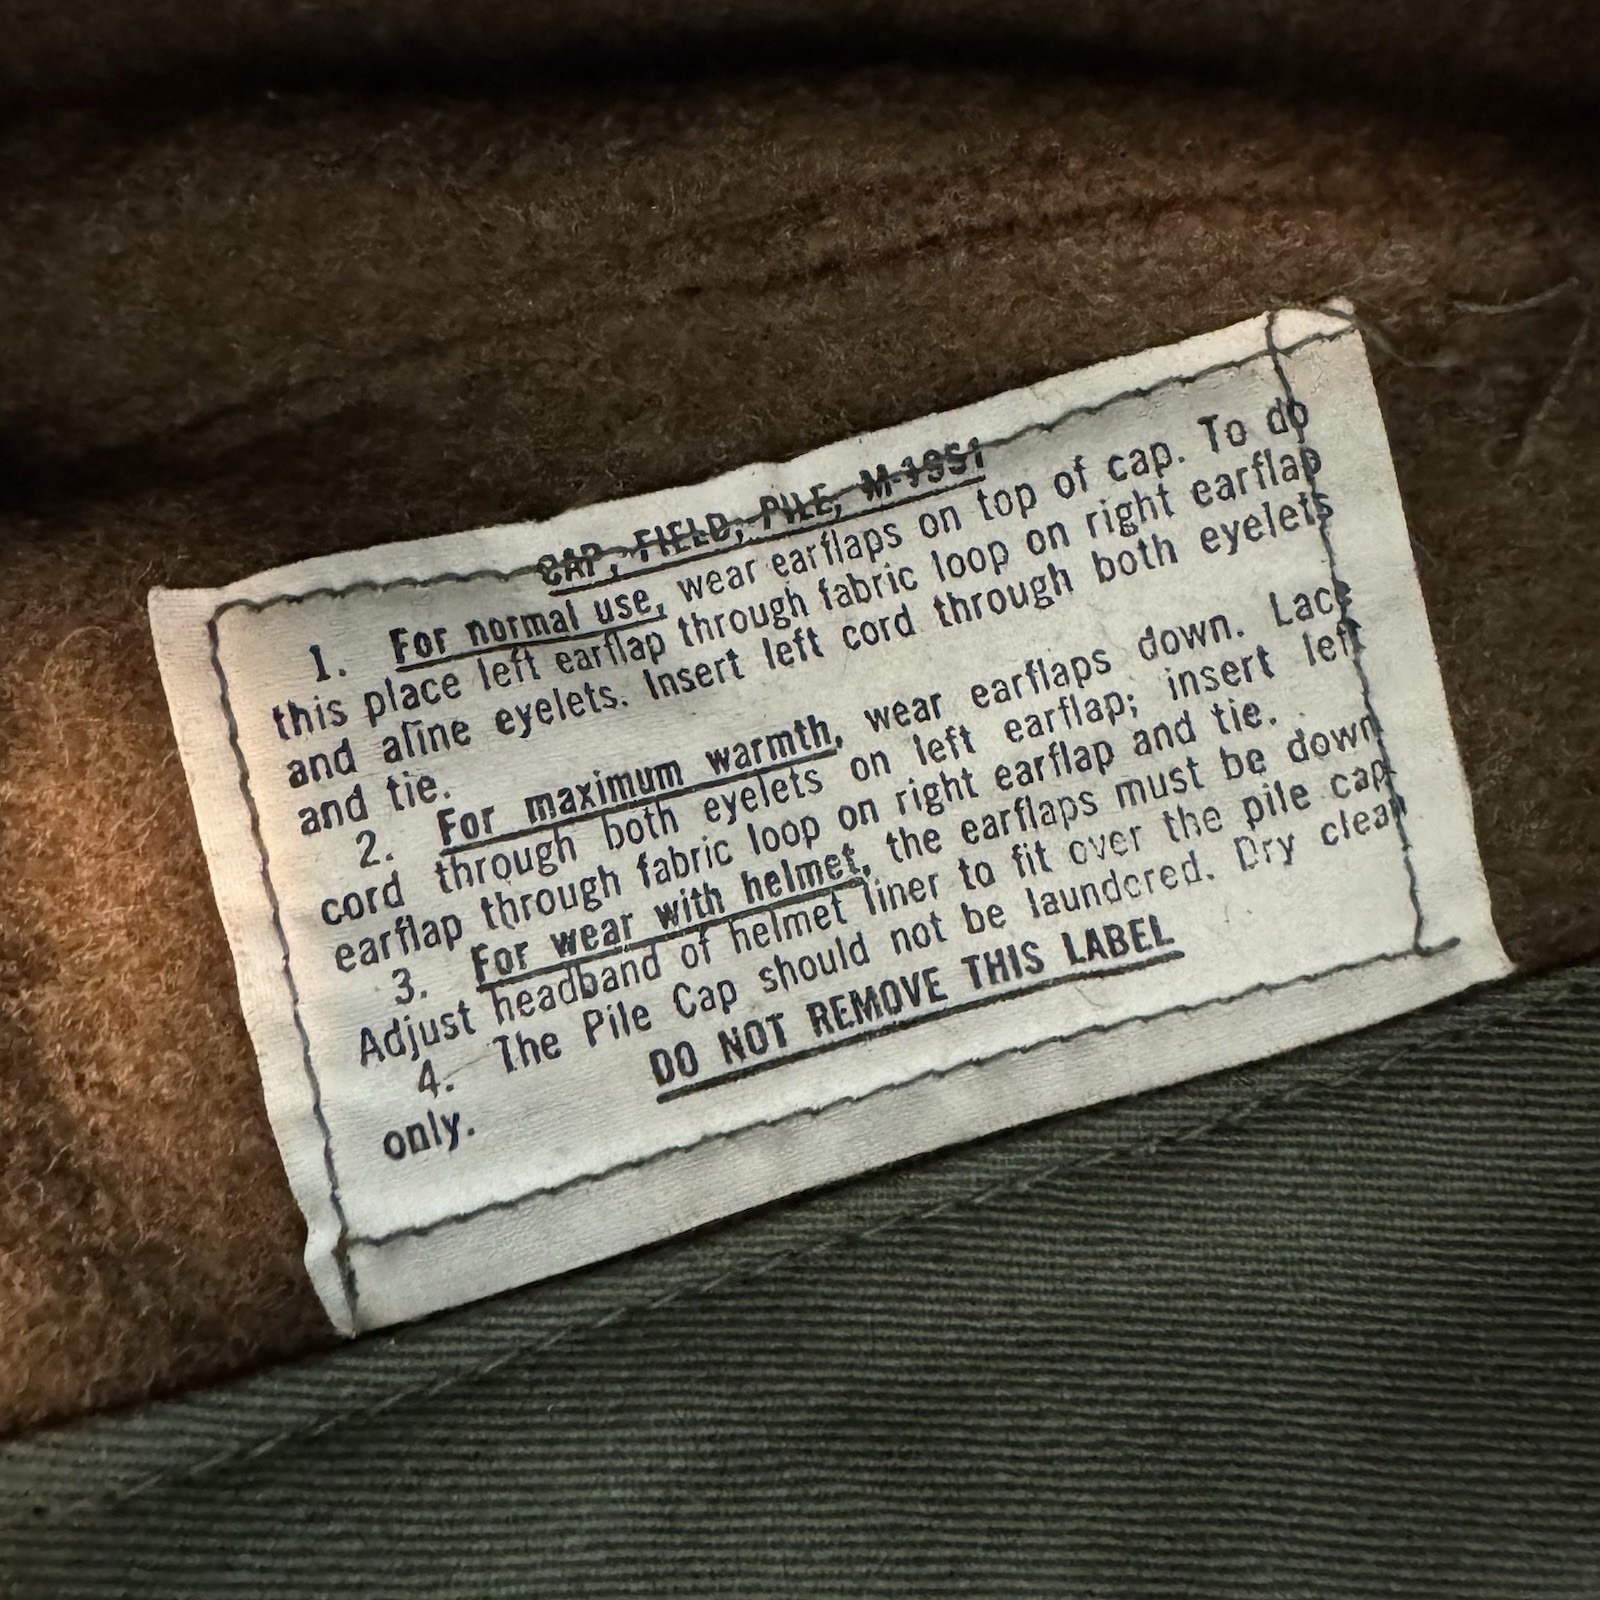 CAP, FIELD, PILE, M-1951
1. For normal use, wear earflaps on top of cap. To do
this place left earflap through fabric loop on right earflap
and aline eyelets. Insert left cord through both eyelets
and tie.
2. For maximum warmth, wear earflaps down. Lace
cord through both eyelets on left earflap; insert left
earflap through fabric loop on right earflap and tie.
3. For wear with helmet, the earflaps must be down
Adjust headband of helmet liner to fit over the pile cap.
4. The Pile Cap should not be laundered. Dry clean
only.
DO NOT REMOVE THIS LABEL